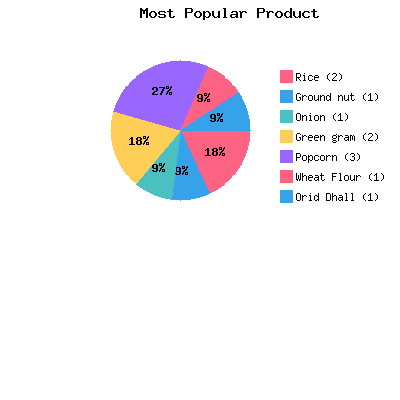 Most Popular Product
27%
9%
9%
18%
18%
9%
9%
Rice (2)
Ground nut (1)
Onion (1)
Green gram (2)
Popcorn (3)
Wheat Flour (1)
Orid Dhall (1)